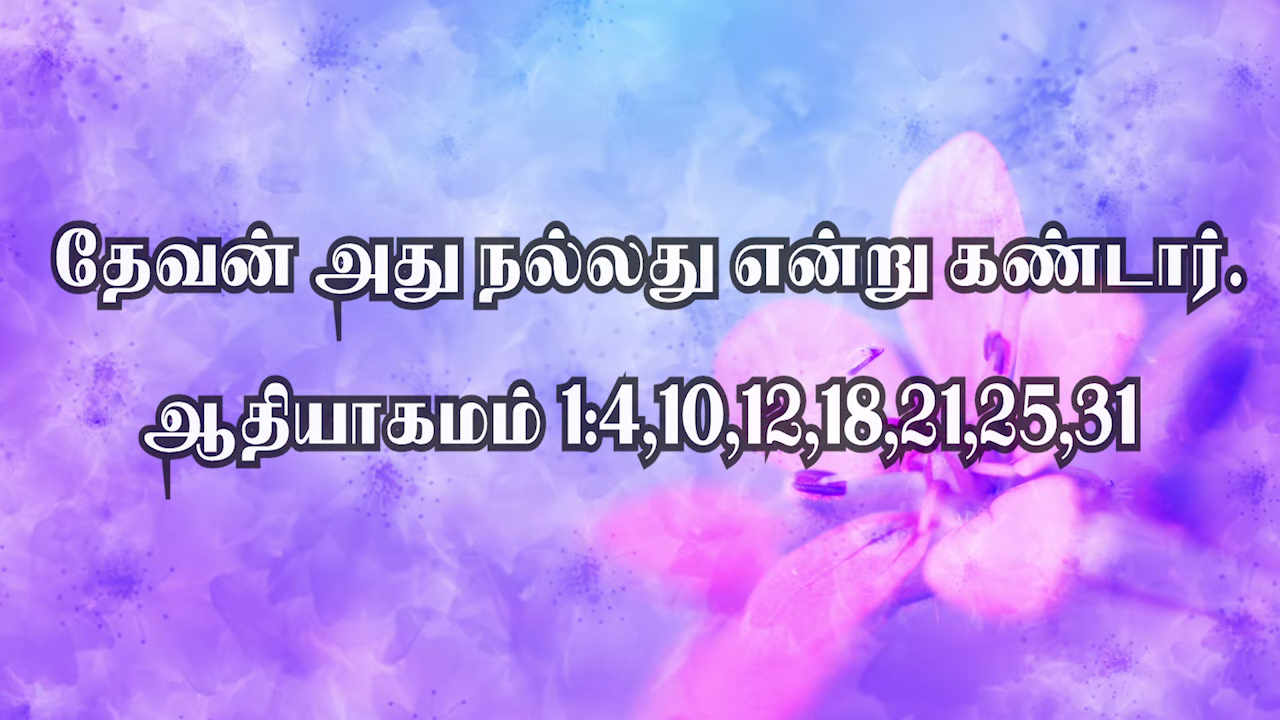 தேவன் அது நல்லது என்று கண்டார்.
ஆதியாகமம் 1:4,10,12,18,21,25,31